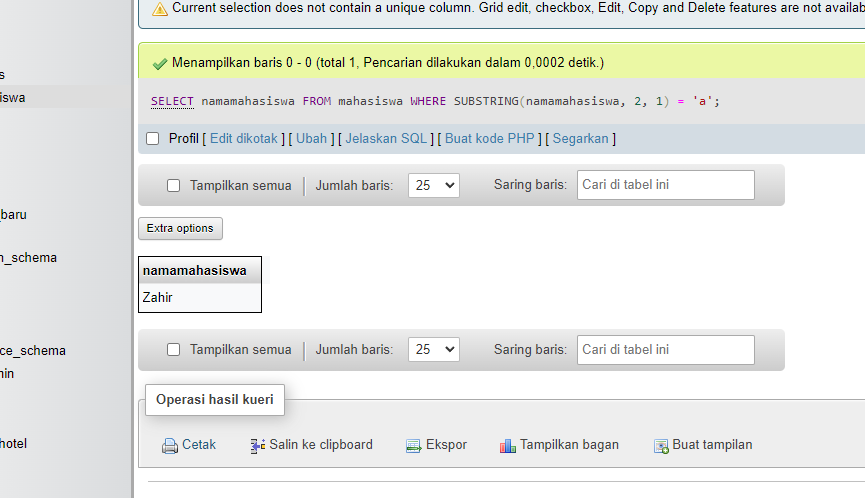 Current selection does not contain a unique column. Grid edit, checkbox, Edit, Copy and Delete features are not availab
Menampilkan baris 0 - 0 (total 1, Pencarian dilakukan dalam 0,0002 detik.)
SELECT namamahasiswa FROM mahasiswa WHERE SUBSTRING(namamahasiswa, 2, 1) = 'a';
Profil [ Edit dikotak ] [ Ubah ] [ Jelaskan SQL ] [ Buat kode PHP ] [ Segarkan ]
Tampilkan semua | Jumlah baris: 25 Saring baris: Cari di tabel ini
Extra options
namamahasiswa
Zahir
Tampilkan semua | Jumlah baris: 25 Saring baris: Cari di tabel ini
Operasi hasil kueri
Cetak Salin ke clipboard Ekspor Tampilkan bagan Buat tampilan
s
iswa
_baru
n_schema
ce_schema
nin
hotel